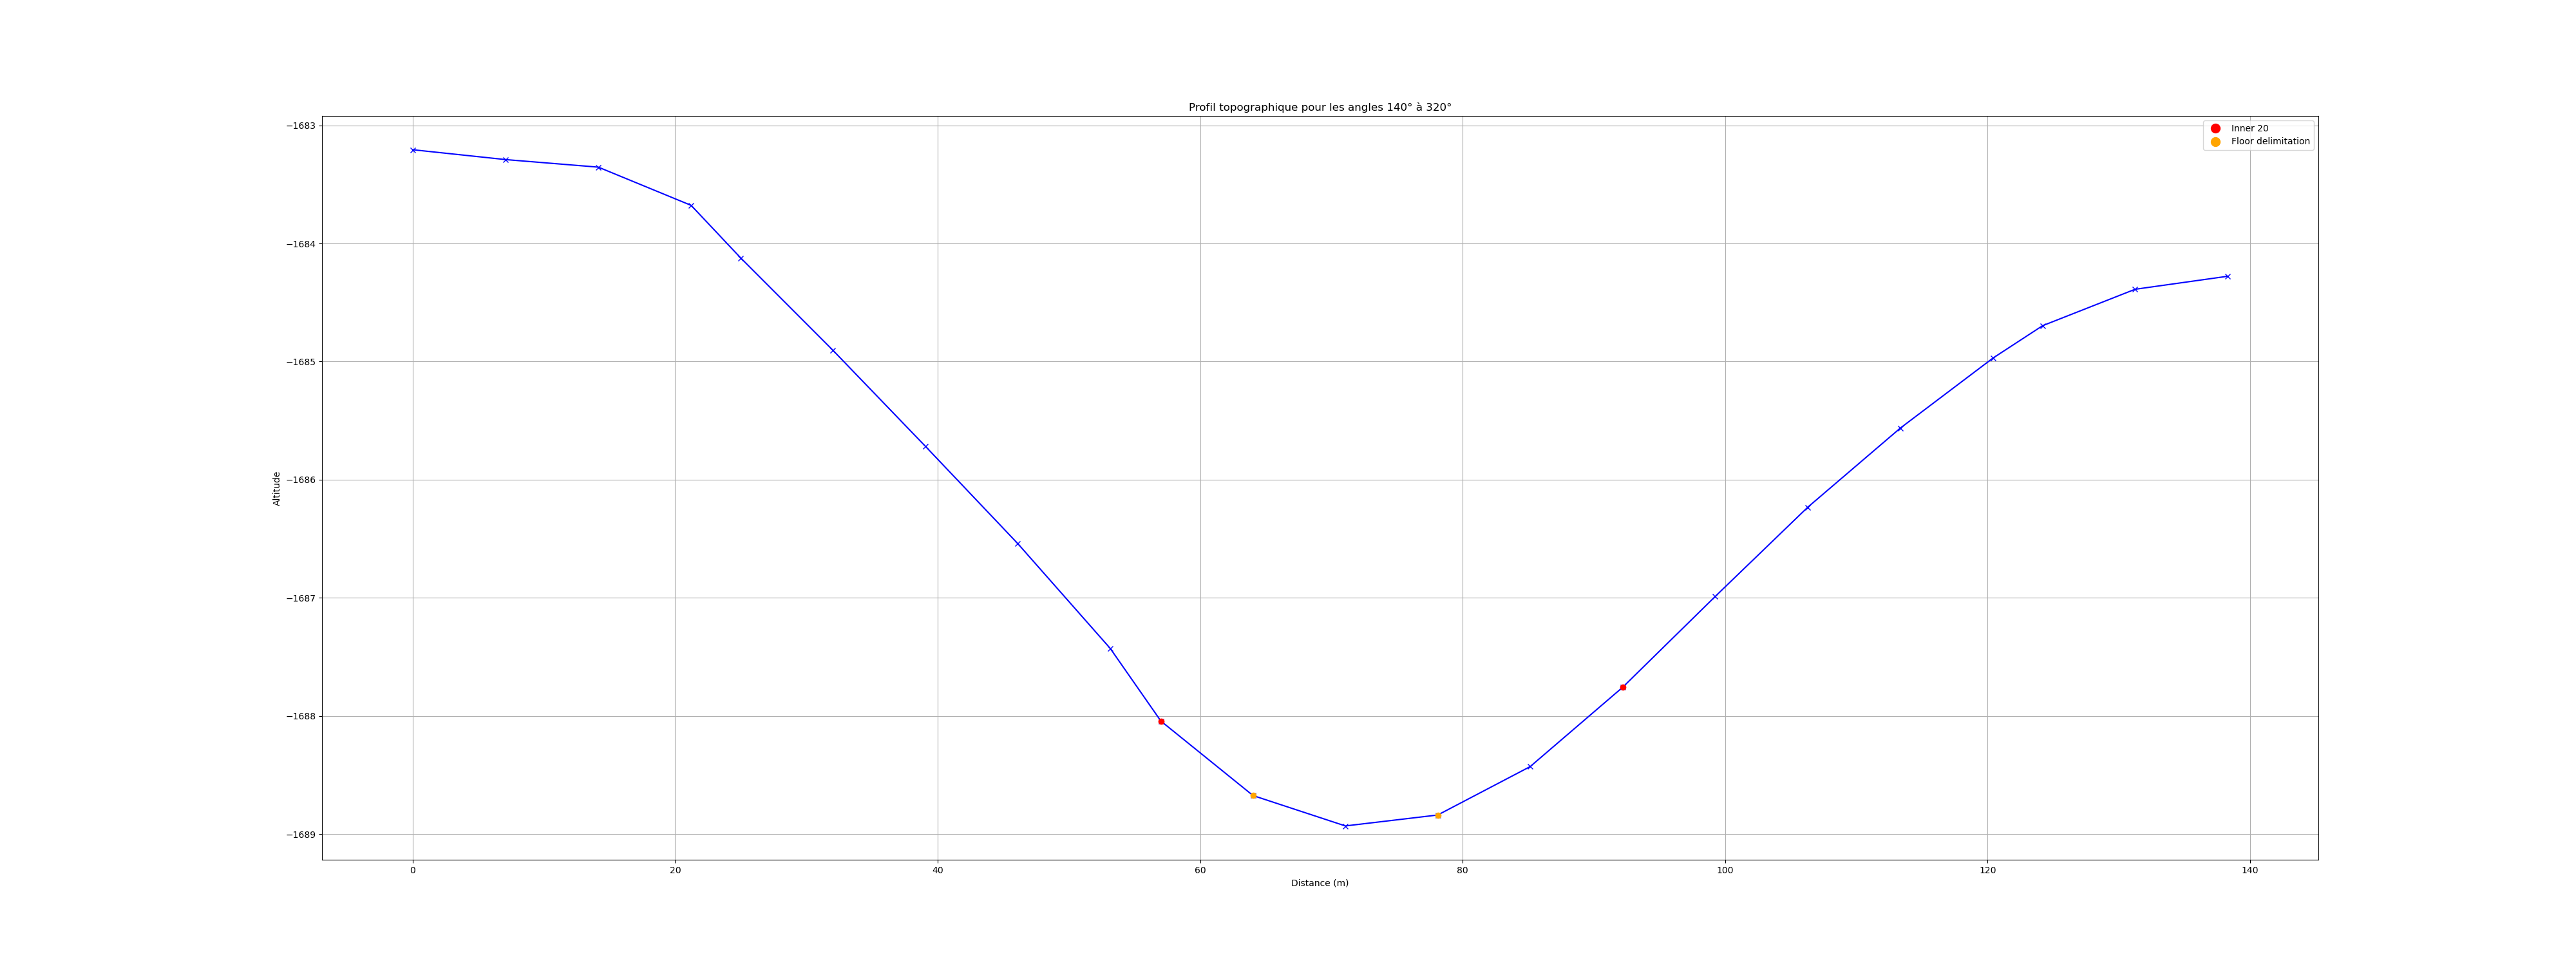 Profil topographique pour les angles 140° à 320°
Inner 20
Floor delimitation
Altitude
−1683
−1684
−1685
−1686
−1687
−1688
−1689
0 20 40 60 80 100 120 140
Distance (m)